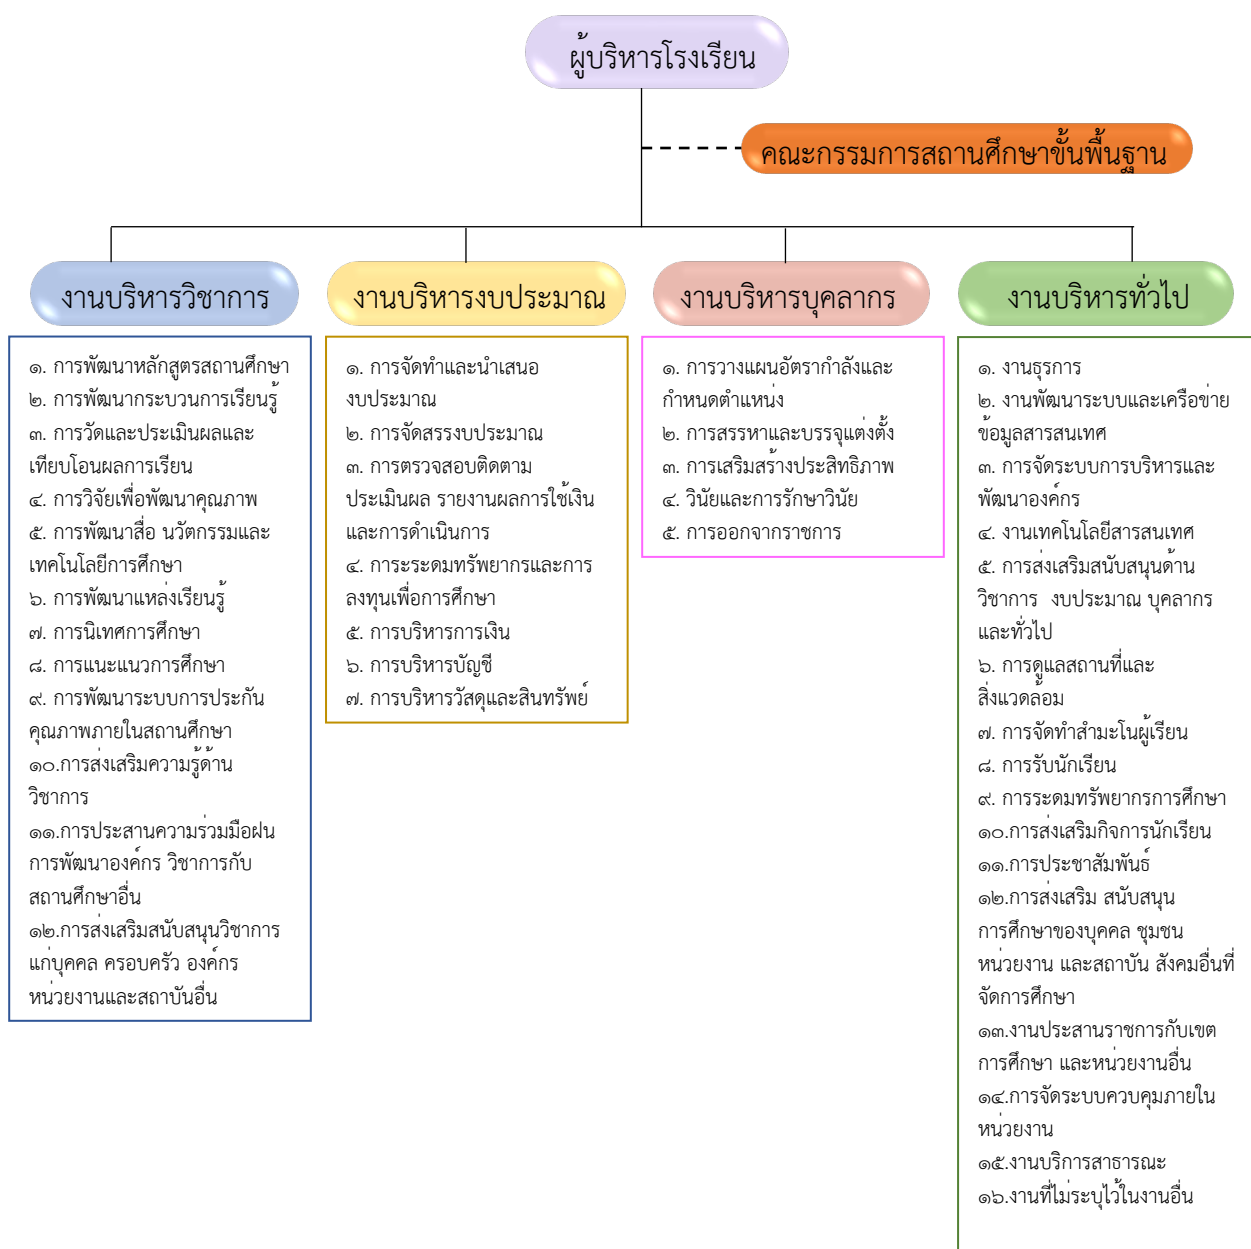 ผู้บริหารโรงเรียน
คณะกรรมการสถานศึกษาขั้นพื้นฐาน
งานบริหารวิชาการ
๑. การพัฒนาหลักสูตรสถานศึกษา
๒. การพัฒนากระบวนการเรียนรู้
๓. การวัดและประเมินผลและ
เทียบโอนผลการเรียน
๔. การวิจัยเพื่อพัฒนาคุณภาพ
๕. การพัฒนาสื่อ นวัตกรรมและ
เทคโนโลยีการศึกษา
๖. การพัฒนาแหล่งเรียนรู้
๗. การนิเทศการศึกษา
๘. การแนะแนวการศึกษา
๙. การพัฒนาระบบการประกัน
คุณภาพภายในสถานศึกษา
๑๐.การส่งเสริมความรู้ด้าน
วิชาการ
๑๑.การประสานความร่วมมือฝน
การพัฒนาองค์กร วิชาการกับ
สถานศึกษาอื่น
๑๒.การส่งเสริมสนับสนุนวิชาการ
แก่บุคคล ครอบครัว องค์กร
หน่วยงานและสถาบันอื่น
งานบริหารงบประมาณ
๑. การจัดทำและนำเสนอ
งบประมาณ
๒. การจัดสรรงบประมาณ
๓. การตรวจสอบติดตาม
ประเมินผล รายงานผลการใช้เงิน
และการดำเนินการ
๔. การะระดมทรัพยากรและการ
ลงทุนเพื่อการศึกษา
๕. การบริหารการเงิน
๖. การบริหารบัญชี
๗. การบริหารวัสดุและสินทรัพย์
งานบริหารบุคลากร
๑. การวางแผนอัตรากำลังและ
กำหนดตำแหน่ง
๒. การสรรหาและบรรจุแต่งตั้ง
๓. การเสริมสร้างประสิทธิภาพ
๔. วินัยและการรักษาวินัย
๕. การออกจากราชการ
งานบริหารทั่วไป
๑. งานธุรการ
๒. งานพัฒนาระบบและเครือข่าย
ข้อมูลสารสนเทศ
๓. การจัดระบบการบริหารและ
พัฒนาองค์กร
๔. งานเทคโนโลยีสารสนเทศ
๕. การส่งเสริมสนับสนุนด้าน
วิชาการ  งบประมาณ บุคลากร
และทั่วไป
๖. การดูแลสถานที่และ
สิ่งแวดล้อม
๗. การจัดทำสำมะโนผู้เรียน
๘. การรับนักเรียน
๙. การระดมทรัพยากรการศึกษา
๑๐.การส่งเสริมกิจการนักเรียน
๑๑.การประชาสัมพันธ์
๑๒.การส่งเสริม สนับสนุน
การศึกษาของบุคคล ชุมชน
หน่วยงาน และสถาบัน สังคมอื่นที่
จัดการศึกษา
๑๓.งานประสานราชการกับเขต
การศึกษา และหน่วยงานอื่น
๑๔.การจัดระบบควบคุมภายใน
หน่วยงาน
๑๕.งานบริการสาธารณะ
๑๖.งานที่ไม่ระบุไว้ในงานอื่น